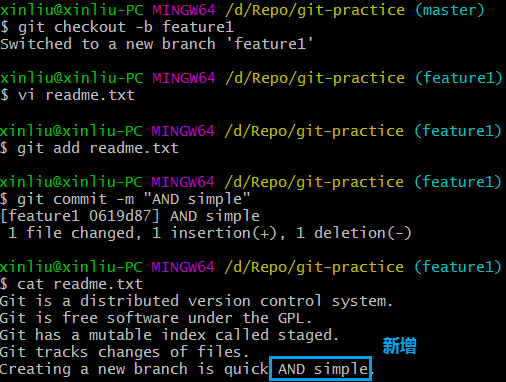 xinliu@xinliu-PC MINGW64 /d/Repo/git-practice (master)
$ git checkout -b feature1
Switched to a new branch 'feature1'
xinliu@xinliu-PC MINGW64 /d/Repo/git-practice (feature1)
$ vi readme.txt
xinliu@xinliu-PC MINGW64 /d/Repo/git-practice (feature1)
$ git add readme.txt
xinliu@xinliu-PC MINGW64 /d/Repo/git-practice (feature1)
$ git commit -m "AND simple"
[feature1 0619d87] AND simple
 1 file changed, 1 insertion(+), 1 deletion(-)
xinliu@xinliu-PC MINGW64 /d/Repo/git-practice (feature1)
$ cat readme.txt
Git is a distributed version control system.
Git is free software under the GPL.
Git has a mutable index called staged.
Git tracks changes of files.
新增
Creating a new branch is quick AND simple.